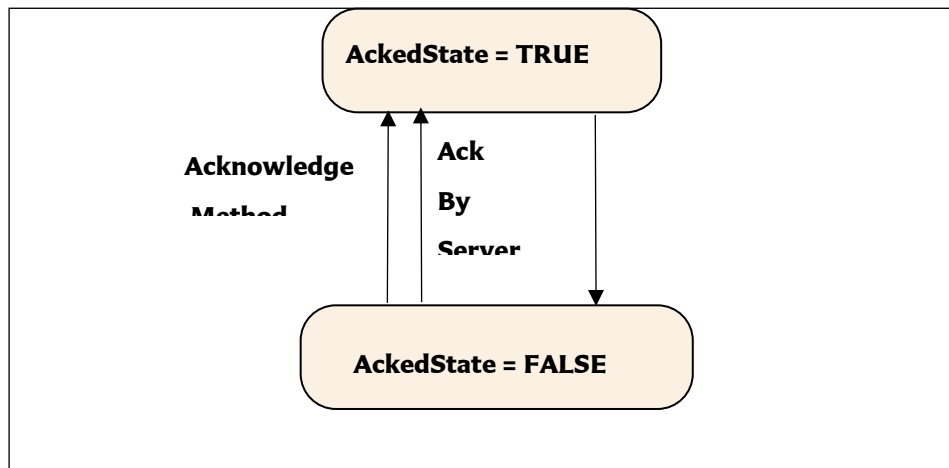 AckedState = TRUE
Acknowledge
Method
Ack
By
Server
AckedState = FALSE